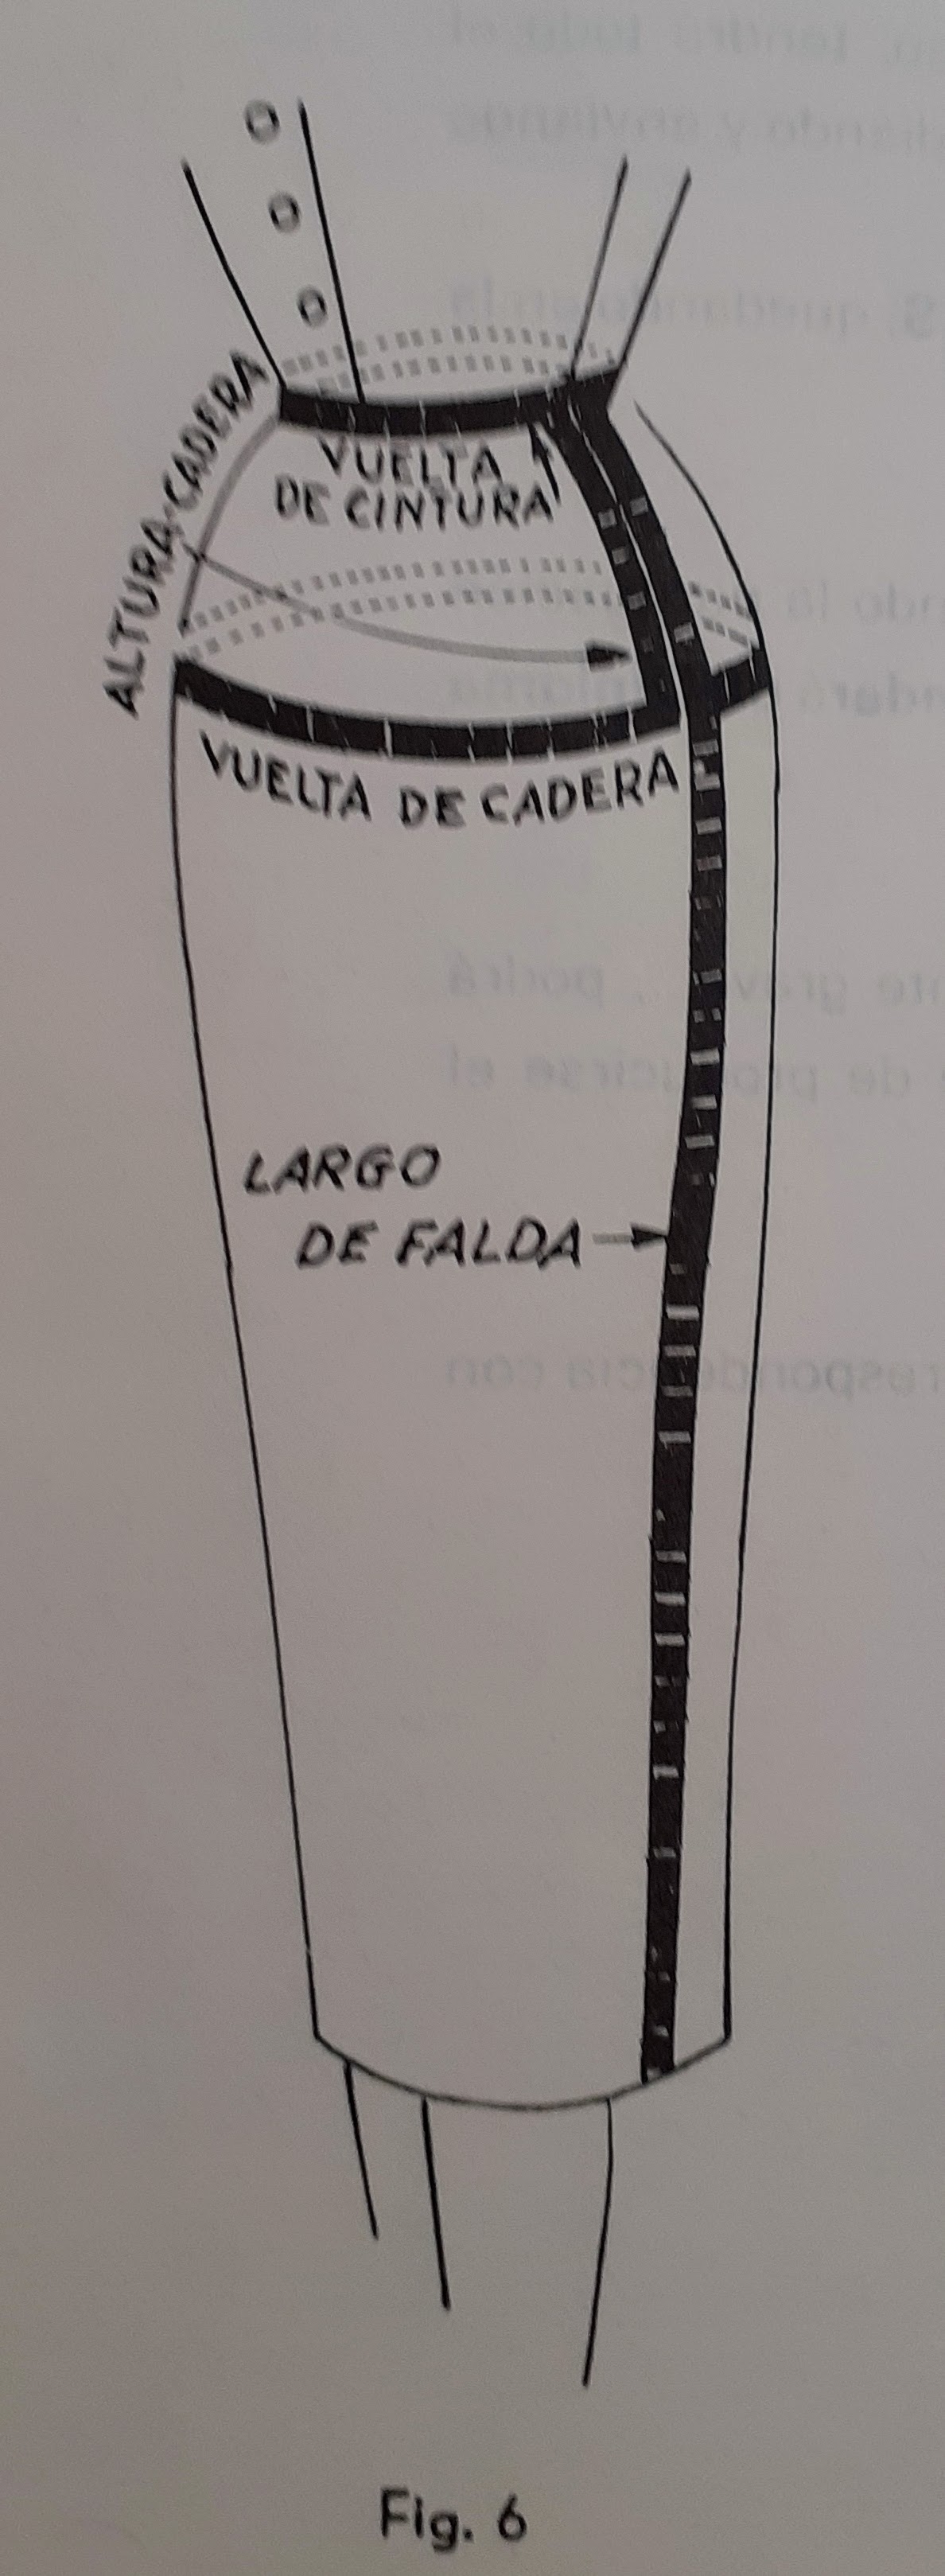 ALTURA-CADERA
VUELTA
DE CINTURA
VUELTA DE CADERA
LARGO
DE FALDA
Fig. 6